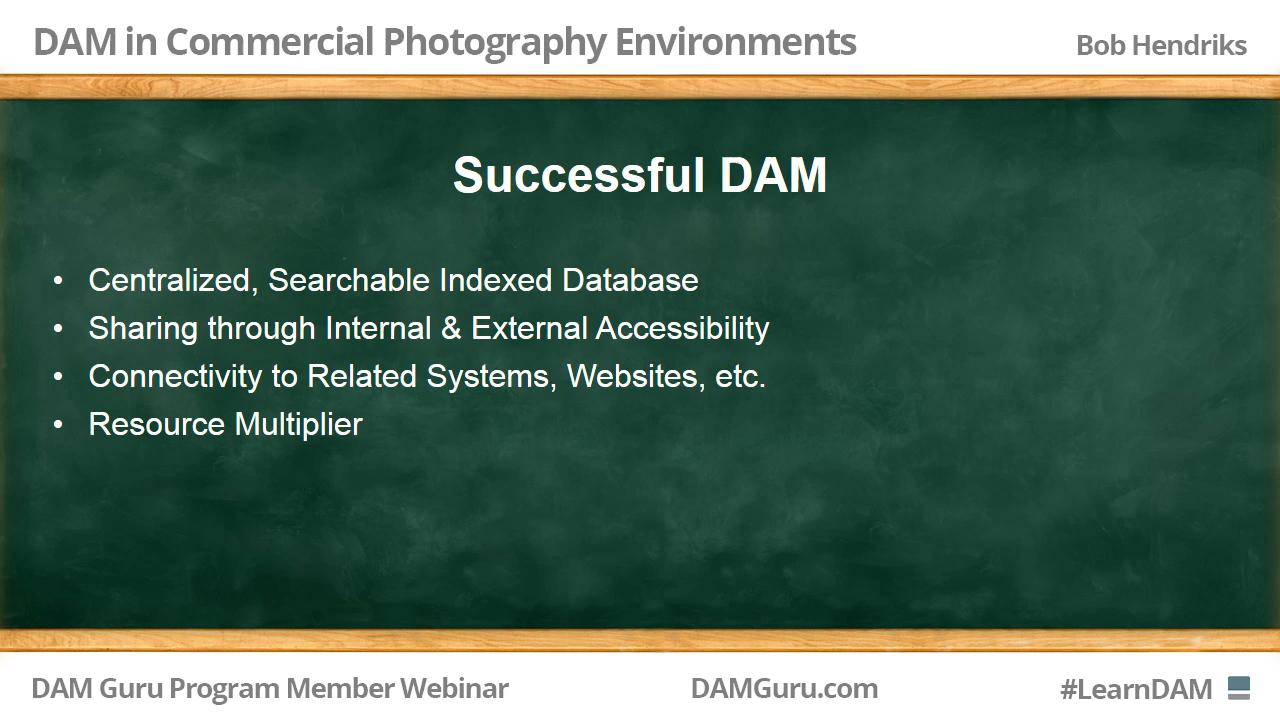 DAM in Commercial Photography Environments
Bob Hendriks
Successful DAM
• Centralized, Searchable Indexed Database
• Sharing through Internal & External Accessibility
• Connectivity to Related Systems, Websites, etc.
• Resource Multiplier
DAM Guru Program Member Webinar
DAMGuru.com
#LearnDAM